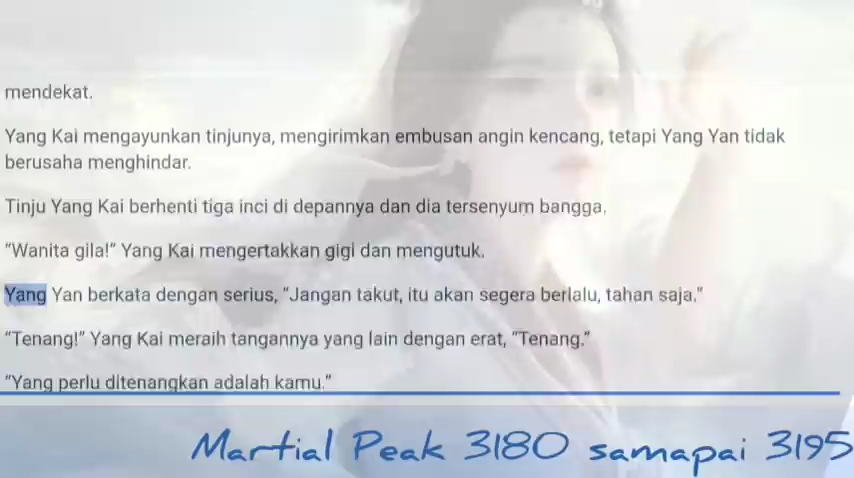 mendekat.
Yang Kai mengayunkan tinjunya, mengirimkan embusan angin kencang, tetapi Yang Yan tidak
berusaha menghindar.
Tinju Yang Kai berhenti tiga inci di depannya dan dia tersenyum bangga.
“Wanita gila!” Yang Kai mengertakkan gigi dan mengutuk.
Yang Yan berkata dengan serius, “Jangan takut, itu akan segera berlalu, tahan saja.”
“Tenang!” Yang Kai meraih tangannya yang lain dengan erat, “Tenang.”
“Yang perlu ditenangkan adalah kamu.”
Martial Peak 3180 samapai 3195